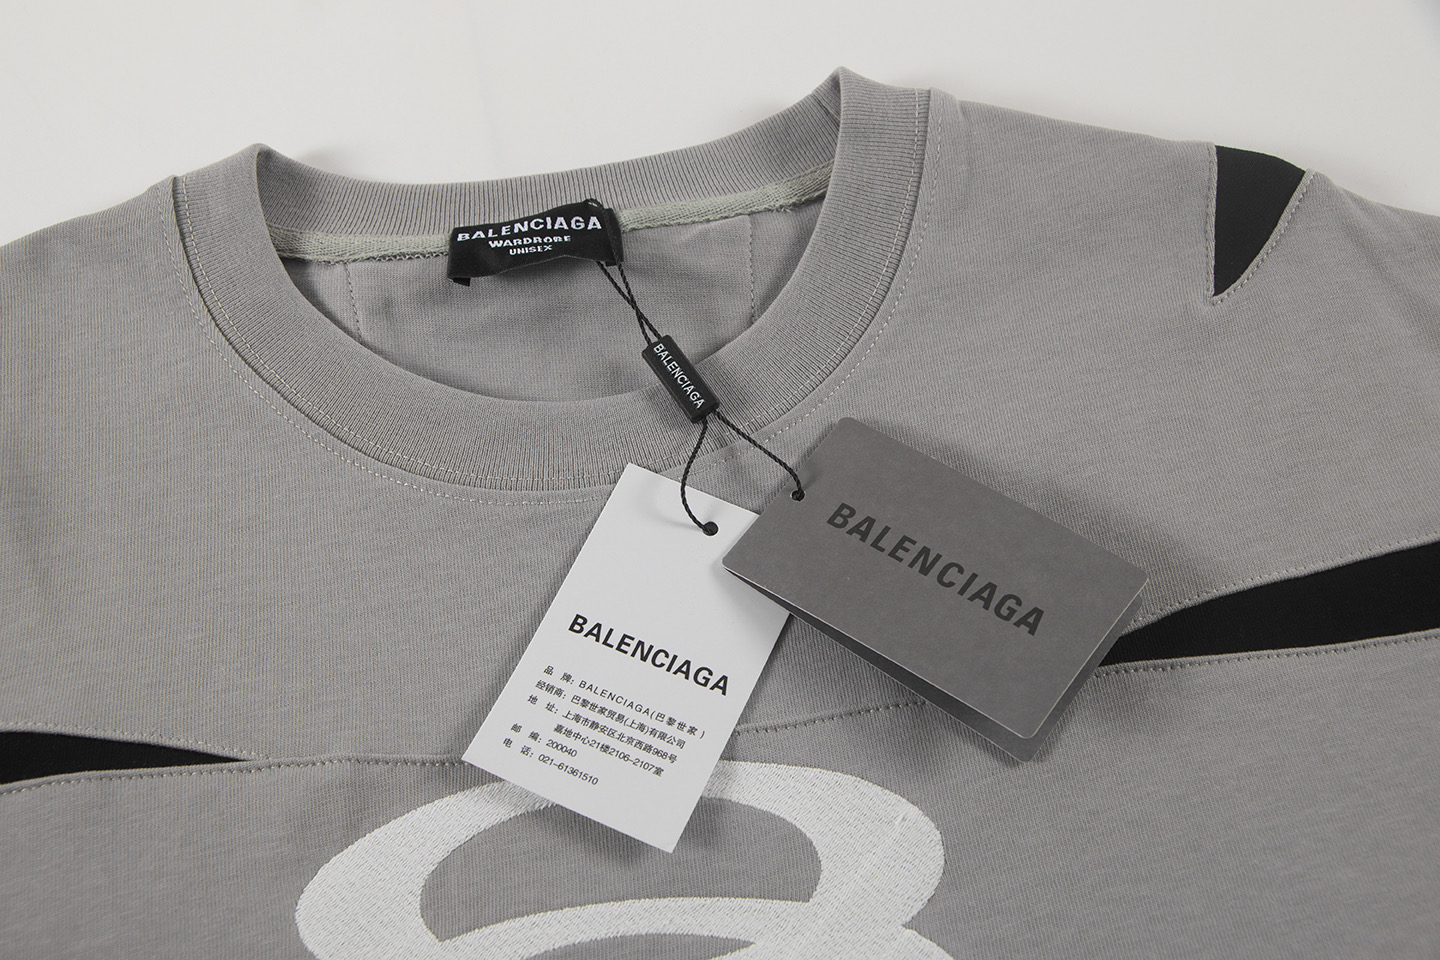 BALENCIAGA
WARDROBE
UNISEX
BALENCIAGA
BALENCIAGA
BALENCIAGA
品 牌: BALENCIAGA(巴黎世家)
经销商: 巴黎世家贸易(上海)有限公司
地 址: 上海市静安区北京西路968号
嘉地中心21楼2106-2107室
邮 编: 200040
电 话: 021-61361510